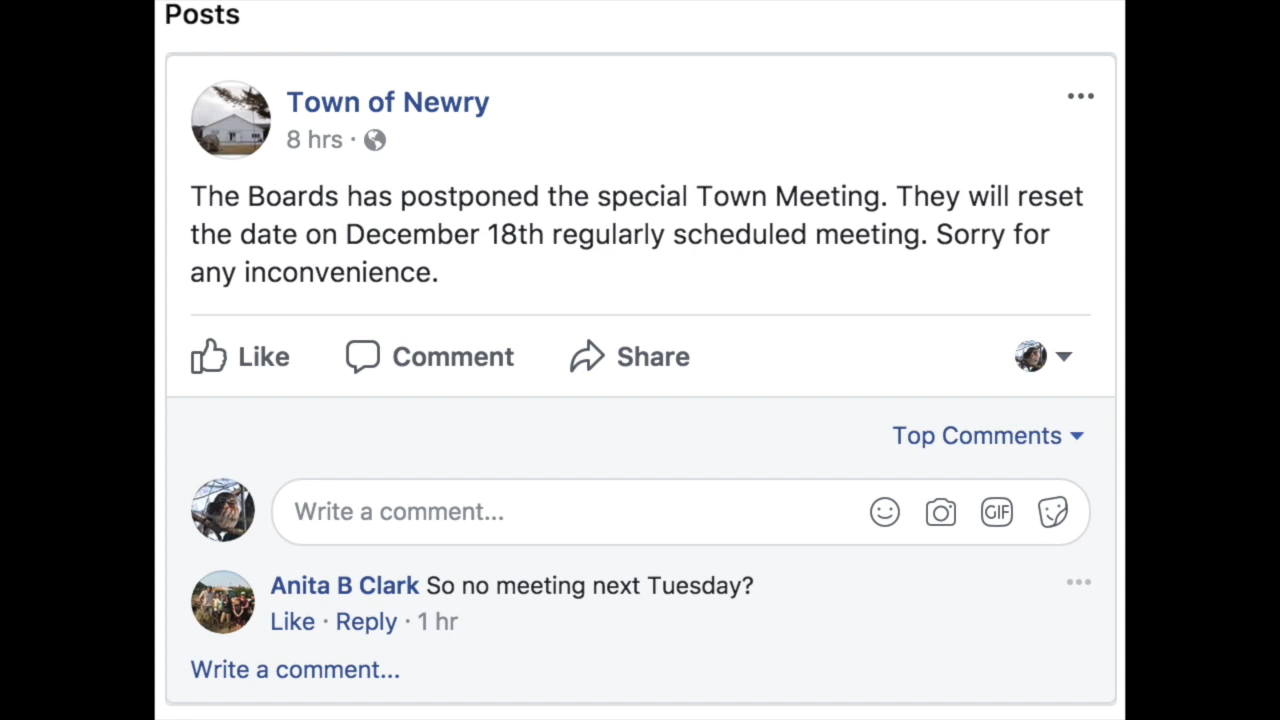 Posts
Town of Newry
8 hrs ·
The Boards has postponed the special Town Meeting. They will reset
the date on December 18th regularly scheduled meeting. Sorry for
any inconvenience.
Like Comment Share
Top Comments
Write a comment... GIF
Anita B Clark So no meeting next Tuesday?
Like · Reply · 1 hr
Write a comment...